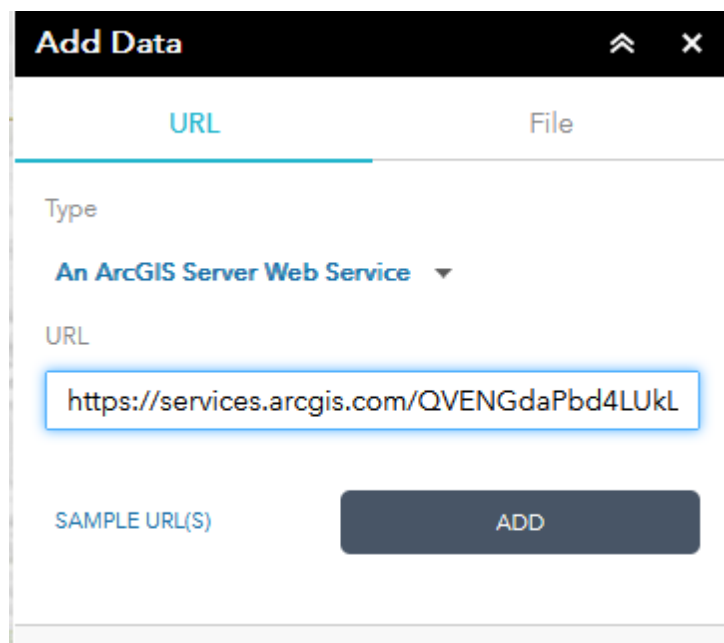 Add Data
URL File
Type
An ArcGIS Server Web Service
URL
https://services.arcgis.com/QVENGdaPbd4LUkL
SAMPLE URL(S) ADD